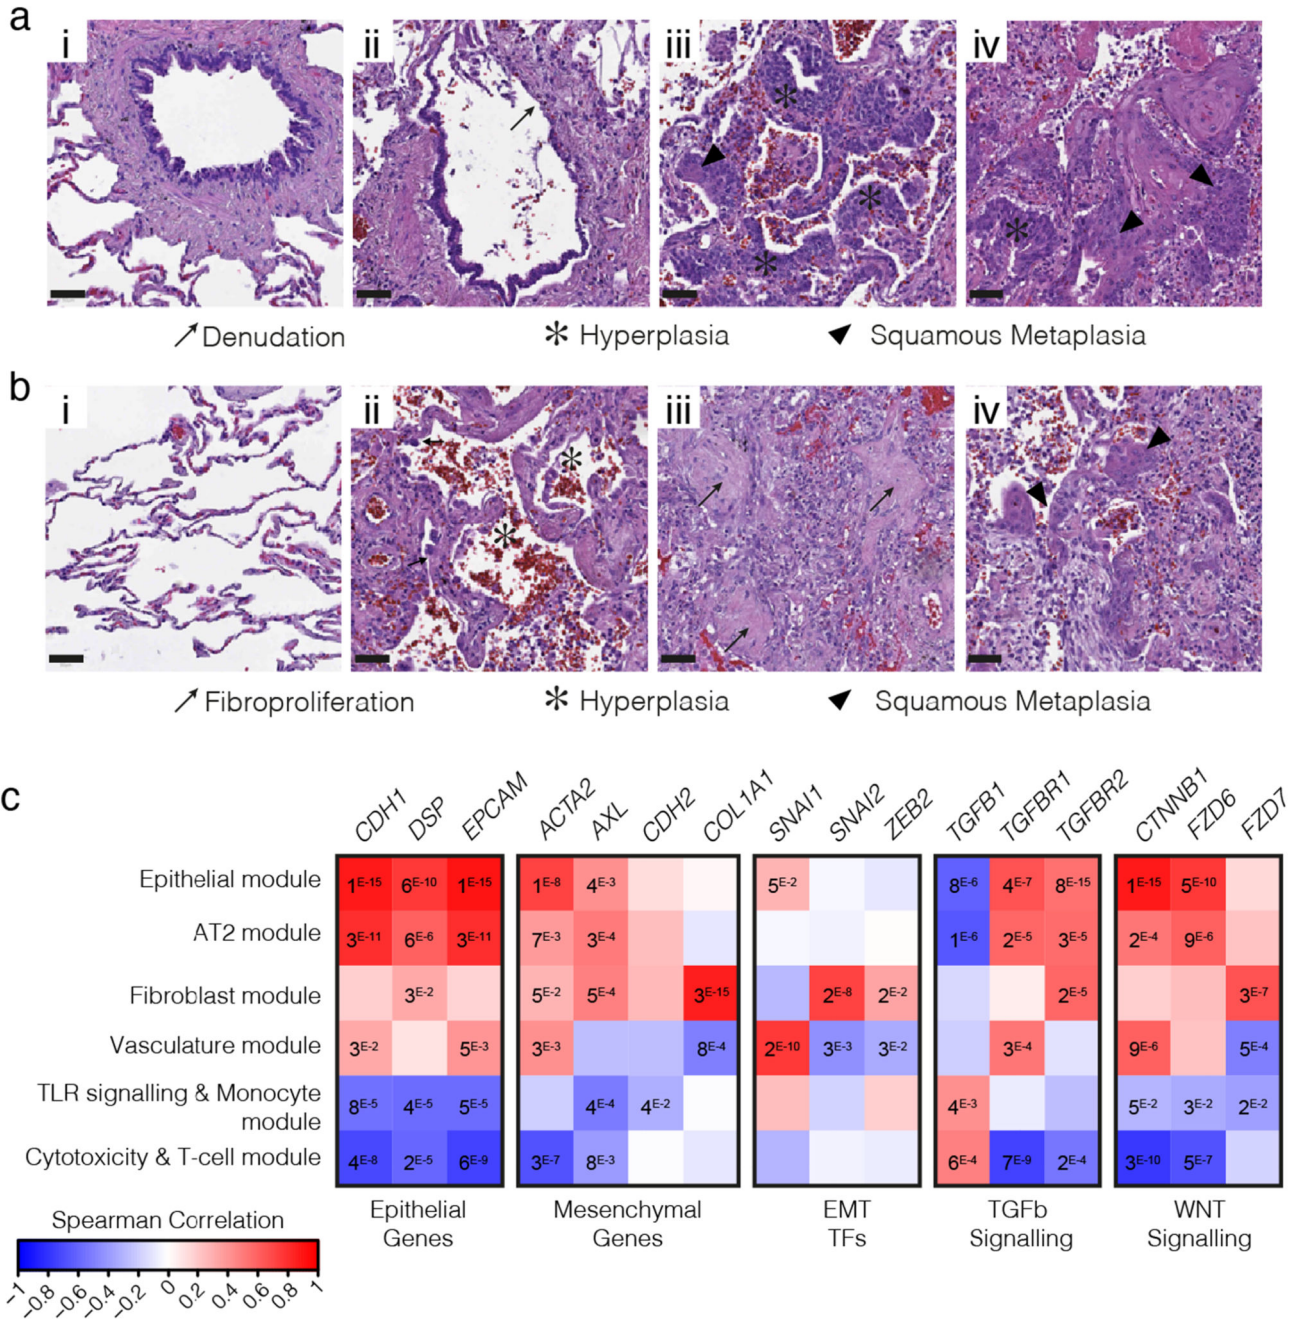 a
i
ii
iii
iv
Denudation
Hyperplasia
Squamous Metaplasia
b
i
ii
iii
iv
Fibroproliferation
Hyperplasia
Squamous Metaplasia
c
CDH1 DSP EPCAM ACTA2 AXL CDH2 COL1A1 SNAI1 SNAI2 ZEB2 TGFB1 TGFBR1 TGFBR2 CTNNB1 FZD6 FZD7
Epithelial module 1E-15 6E-10 1E-15 1E-8 4E-3 5E-2 8E-6 4E-7 8E-15 1E-15 5E-10
AT2 module 3E-11 6E-6 3E-11 7E-3 3E-4 1E-6 2E-5 3E-5 2E-4 9E-6
Fibroblast module 3E-2 5E-2 5E-4 3E-15 2E-8 2E-2 2E-5 3E-7
Vasculature module 3E-2 5E-3 3E-3 8E-4 2E-10 3E-3 3E-2 3E-4 9E-6 5E-4
TLR signalling & Monocyte
module
8E-5 4E-5 5E-5 4E-4 4E-2 4E-3 5E-2 3E-2 2E-2
Cytotoxicity & T-cell module 4E-8 2E-5 6E-9 3E-7 8E-3 6E-4 7E-9 2E-4 3E-10 5E-7
Epithelial
Genes
Mesenchymal
Genes
EMT
TFs
TGFb
Signalling
WNT
Signalling
Spearman Correlation
−1 −0.8 −0.6 −0.4 −0.2 0 0.2 0.4 0.6 0.8 1